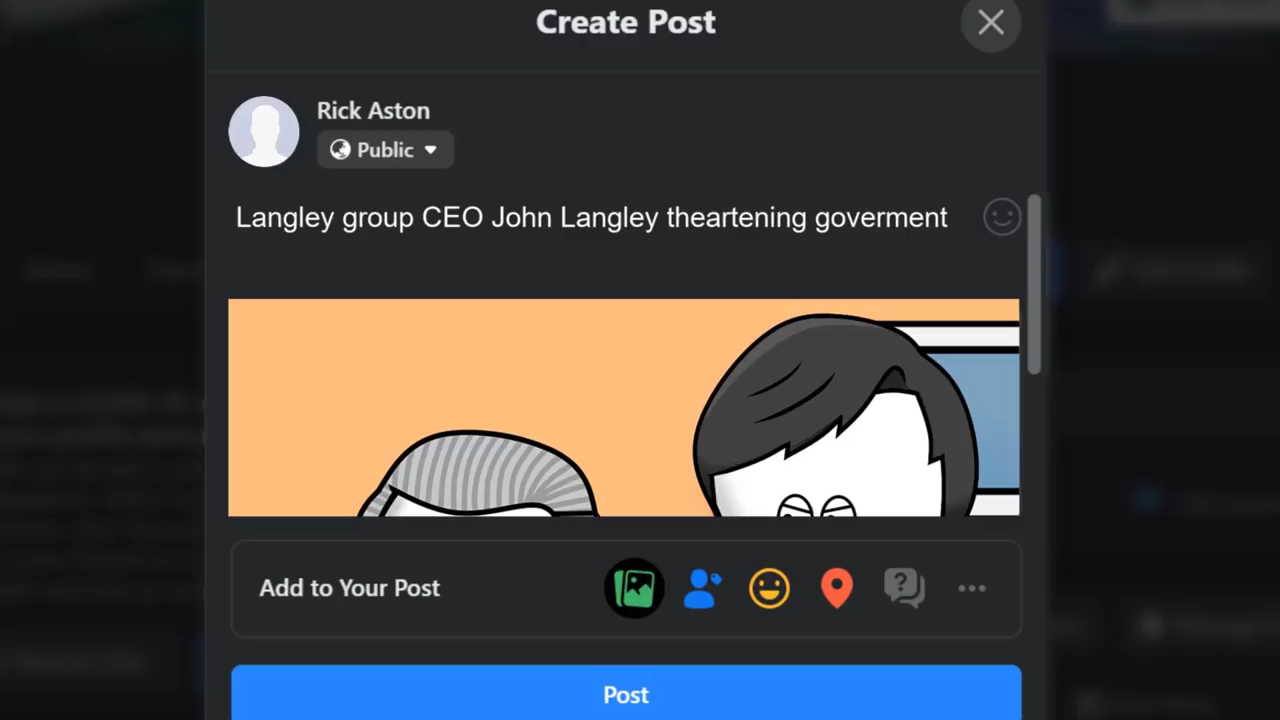 Create Post
Rick Aston
Public
Langley group CEO John Langley theartening goverment
Add to Your Post
Post